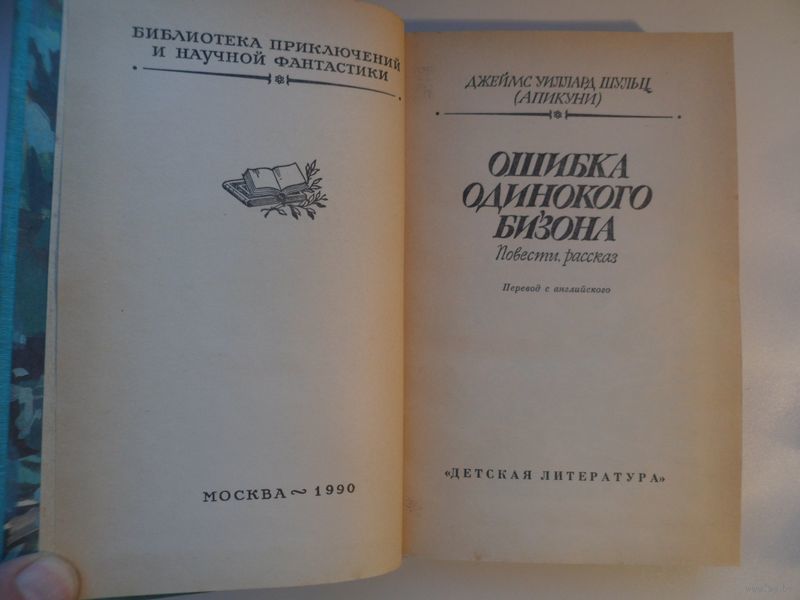 БИБЛИОТЕКА ПРИКЛЮЧЕНИЙ
И НАУЧНОЙ ФАНТАСТИКИ
МОСКВА ~ 1990
ДЖЕЙМС УИЛЛАРД ШУЛЬЦ
(АПИКУНИ)
ОШИБКА
ОДИНОКОГО
БИЗОНА
Повести, рассказ
Перевод с английского
«ДЕТСКАЯ ЛИТЕРАТУРА»